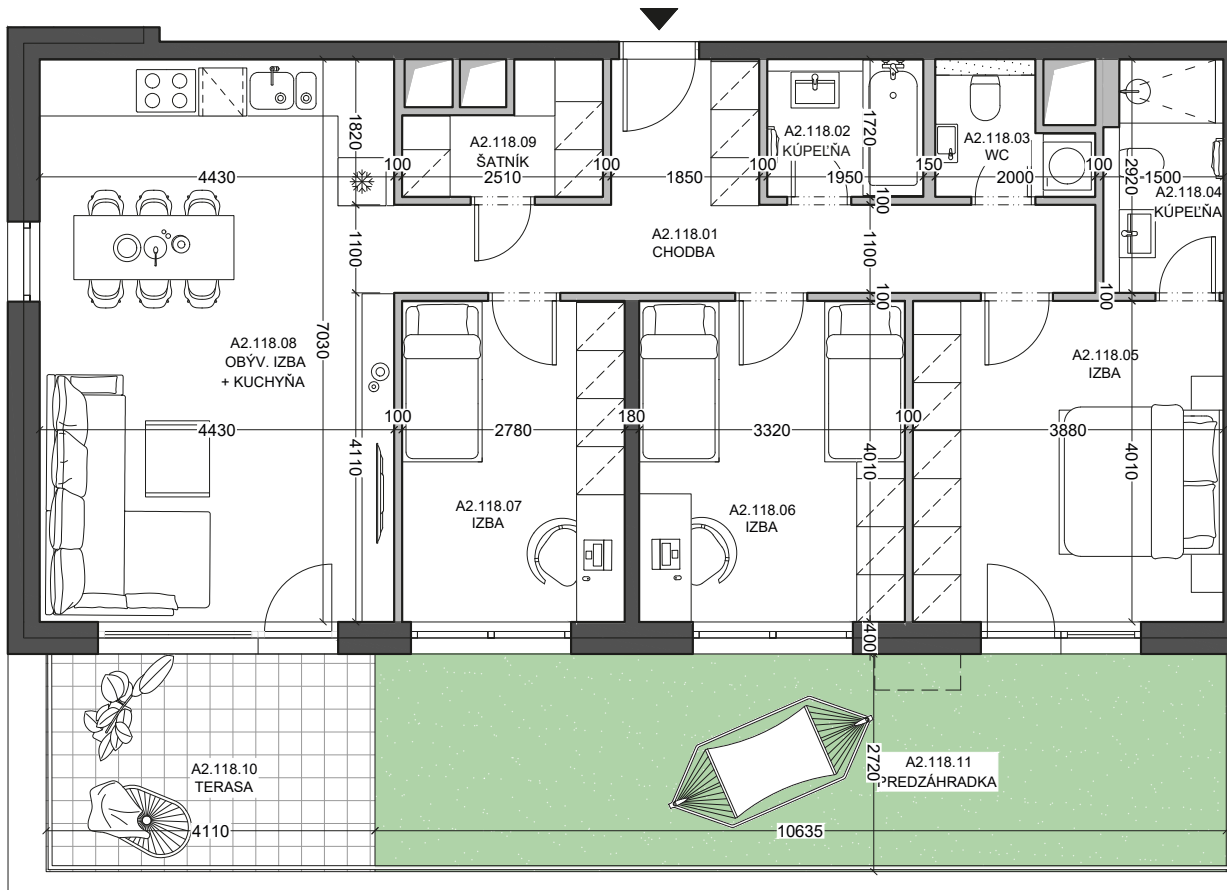 1820
7030
A2.118.09
ŠATNÍK
1720
A2.118.02
KÚPEĽŇA
A2.118.03
WC
2920
100
100
100
150
100
4430
2510
1850
1950
2000
1500
A2.118.04
KÚPEĽŇA
100
A2.118.01
CHODBA
1100
1100
100
100
A2.118.08
OBÝV. IZBA
+ KUCHYŇA
A2.118.05
IZBA
100
180
100
4430
2780
3320
3880
4110
4010
4010
A2.118.07
IZBA
A2.118.06
IZBA
400
A2.118.10
TERASA
A2.118.11
PREDZÁHRADKA
2720
4110
10635